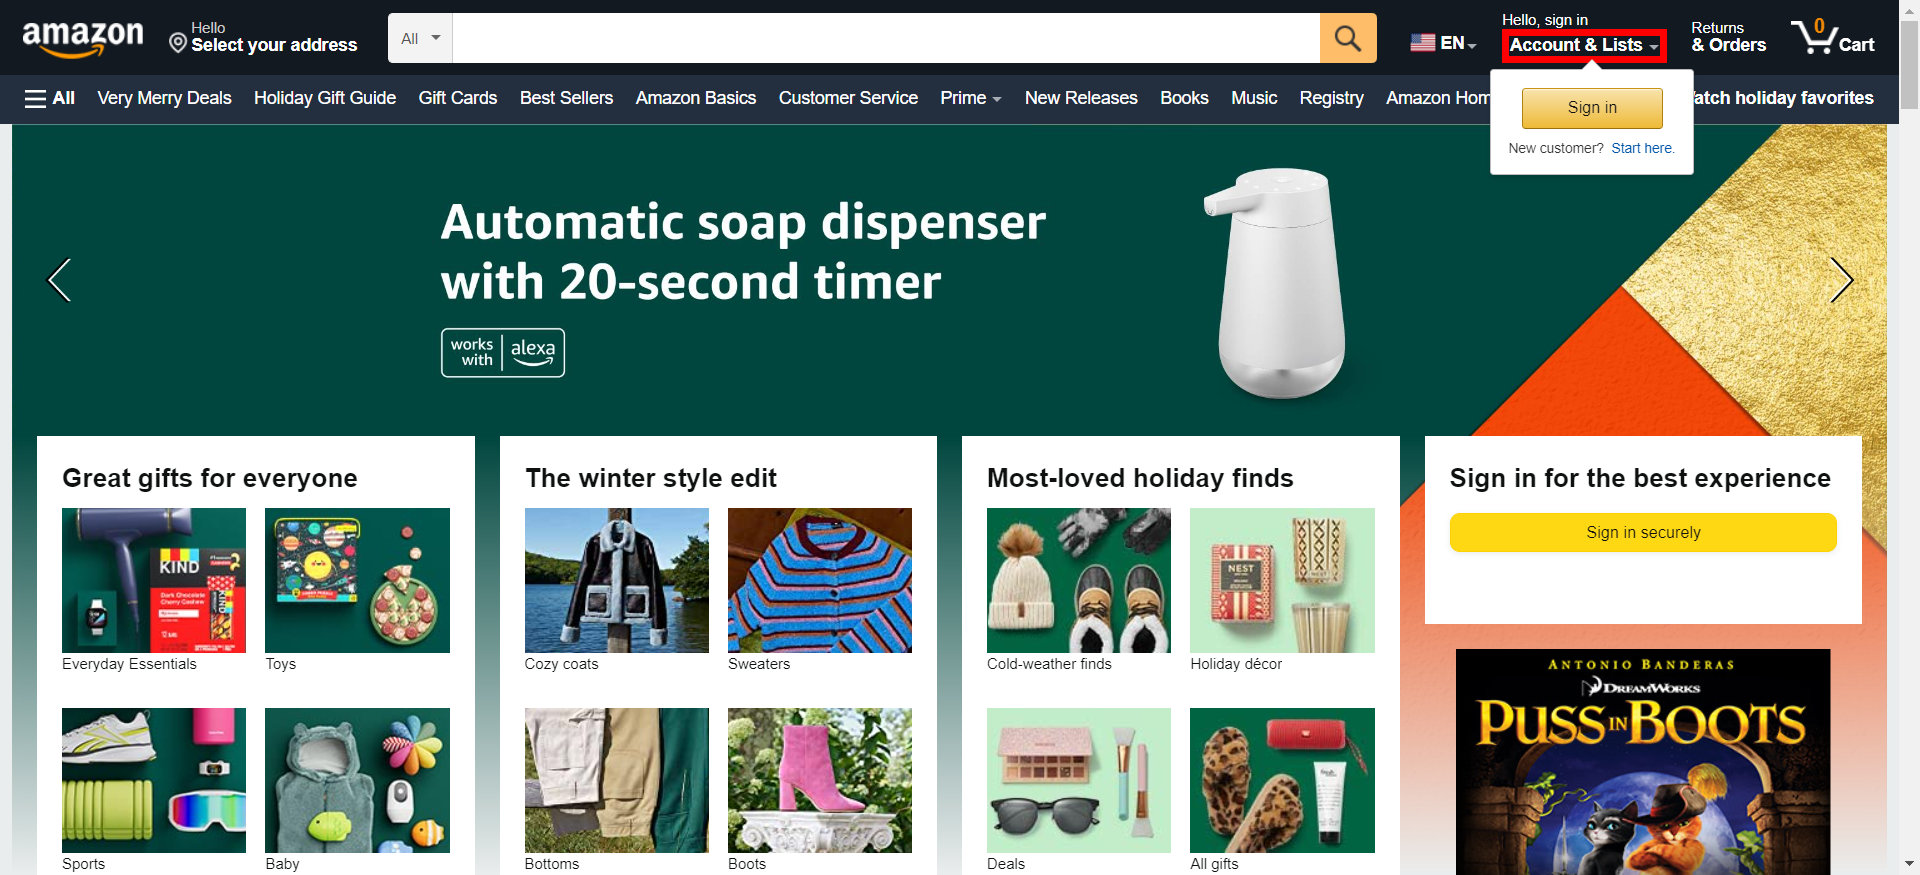 amazon
Hello
Select your address
All
EN
Hello, sign in
Account & Lists
Returns
& Orders
0
Cart
All
Very Merry Deals
Holiday Gift Guide
Gift Cards
Best Sellers
Amazon Basics
Customer Service
Prime
New Releases
Books
Music
Registry
Amazon Hom
atch holiday favorites
Sign in
New customer? Start here.
Automatic soap dispenser
with 20-second timer
works
with
alexa
Great gifts for everyone
KIND
Dark Chocolate
Cherry Cashew
KIND
Everyday Essentials
Toys
Sports
Baby
The winter style edit
Cozy coats
Sweaters
Bottoms
Boots
Most-loved holiday finds
NEST
Cold-weather finds
Holiday décor
Deals
All gifts
Sign in for the best experience
Sign in securely
ANTONIO BANDERAS
DREAMWORKS
PUSS IN BOOTS